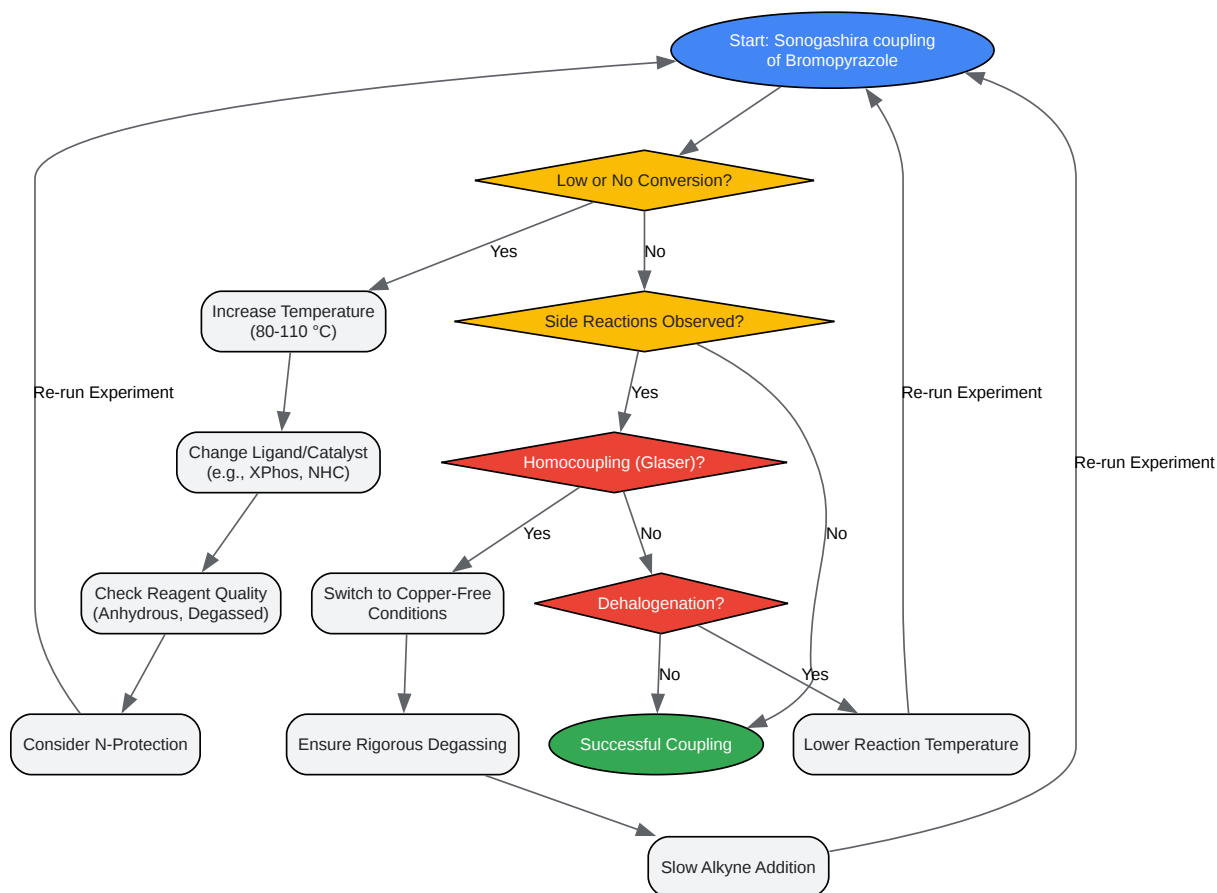 Start: Sonogashira coupling
of Bromopyrazole
Low or No Conversion?
Yes
No
Increase Temperature
(80-110 °C)
Side Reactions Observed?
Re-run Experiment
Yes
Re-run Experiment
Change Ligand/Catalyst
(e.g., XPhos, NHC)
Homocoupling (Glaser)?
Re-run Experiment
Yes
No
No
Check Reagent Quality
(Anhydrous, Degassed)
Switch to Copper-Free
Conditions
Dehalogenation?
No
Yes
Consider N-Protection
Ensure Rigorous Degassing
Successful Coupling
Lower Reaction Temperature
Slow Alkyne Addition